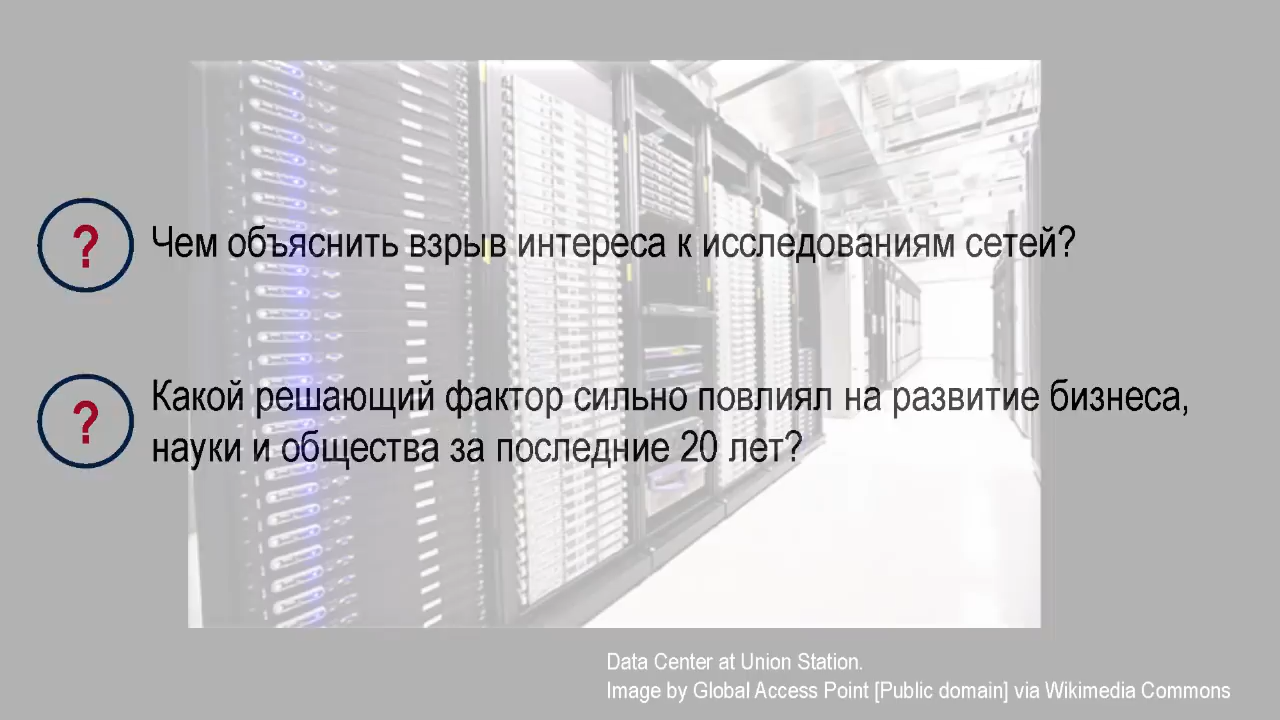 ? Чем объяснить взрыв интереса к исследованиям сетей?
? Какой решающий фактор сильно повлиял на развитие бизнеса,
науки и общества за последние 20 лет?
Data Center at Union Station.
Image by Global Access Point [Public domain] via Wikimedia Commons